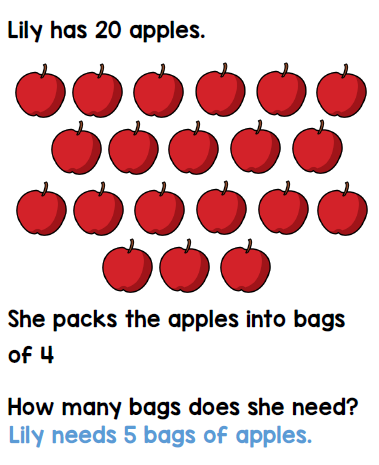 Lily has 20 apples.
She packs the apples into bags
of 4
How many bags does she need?
Lily needs 5 bags of apples.